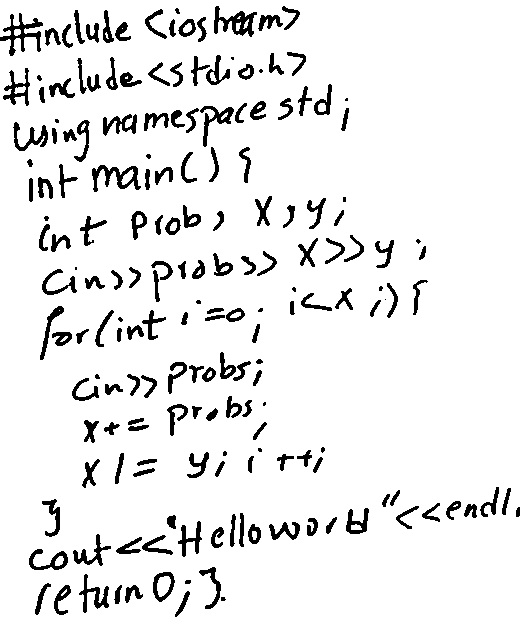 #include <iostream>
#include<stdio.h>
using namespace std;
int main() {
int prob, x,y;
cin>>probs>> x>>y;
for(int i=0; i<x ;) {
cin>> probs;
x+= probs;
x /= y; i ++;
}
cout<<"Helloworld"<<endl.
return 0; }.